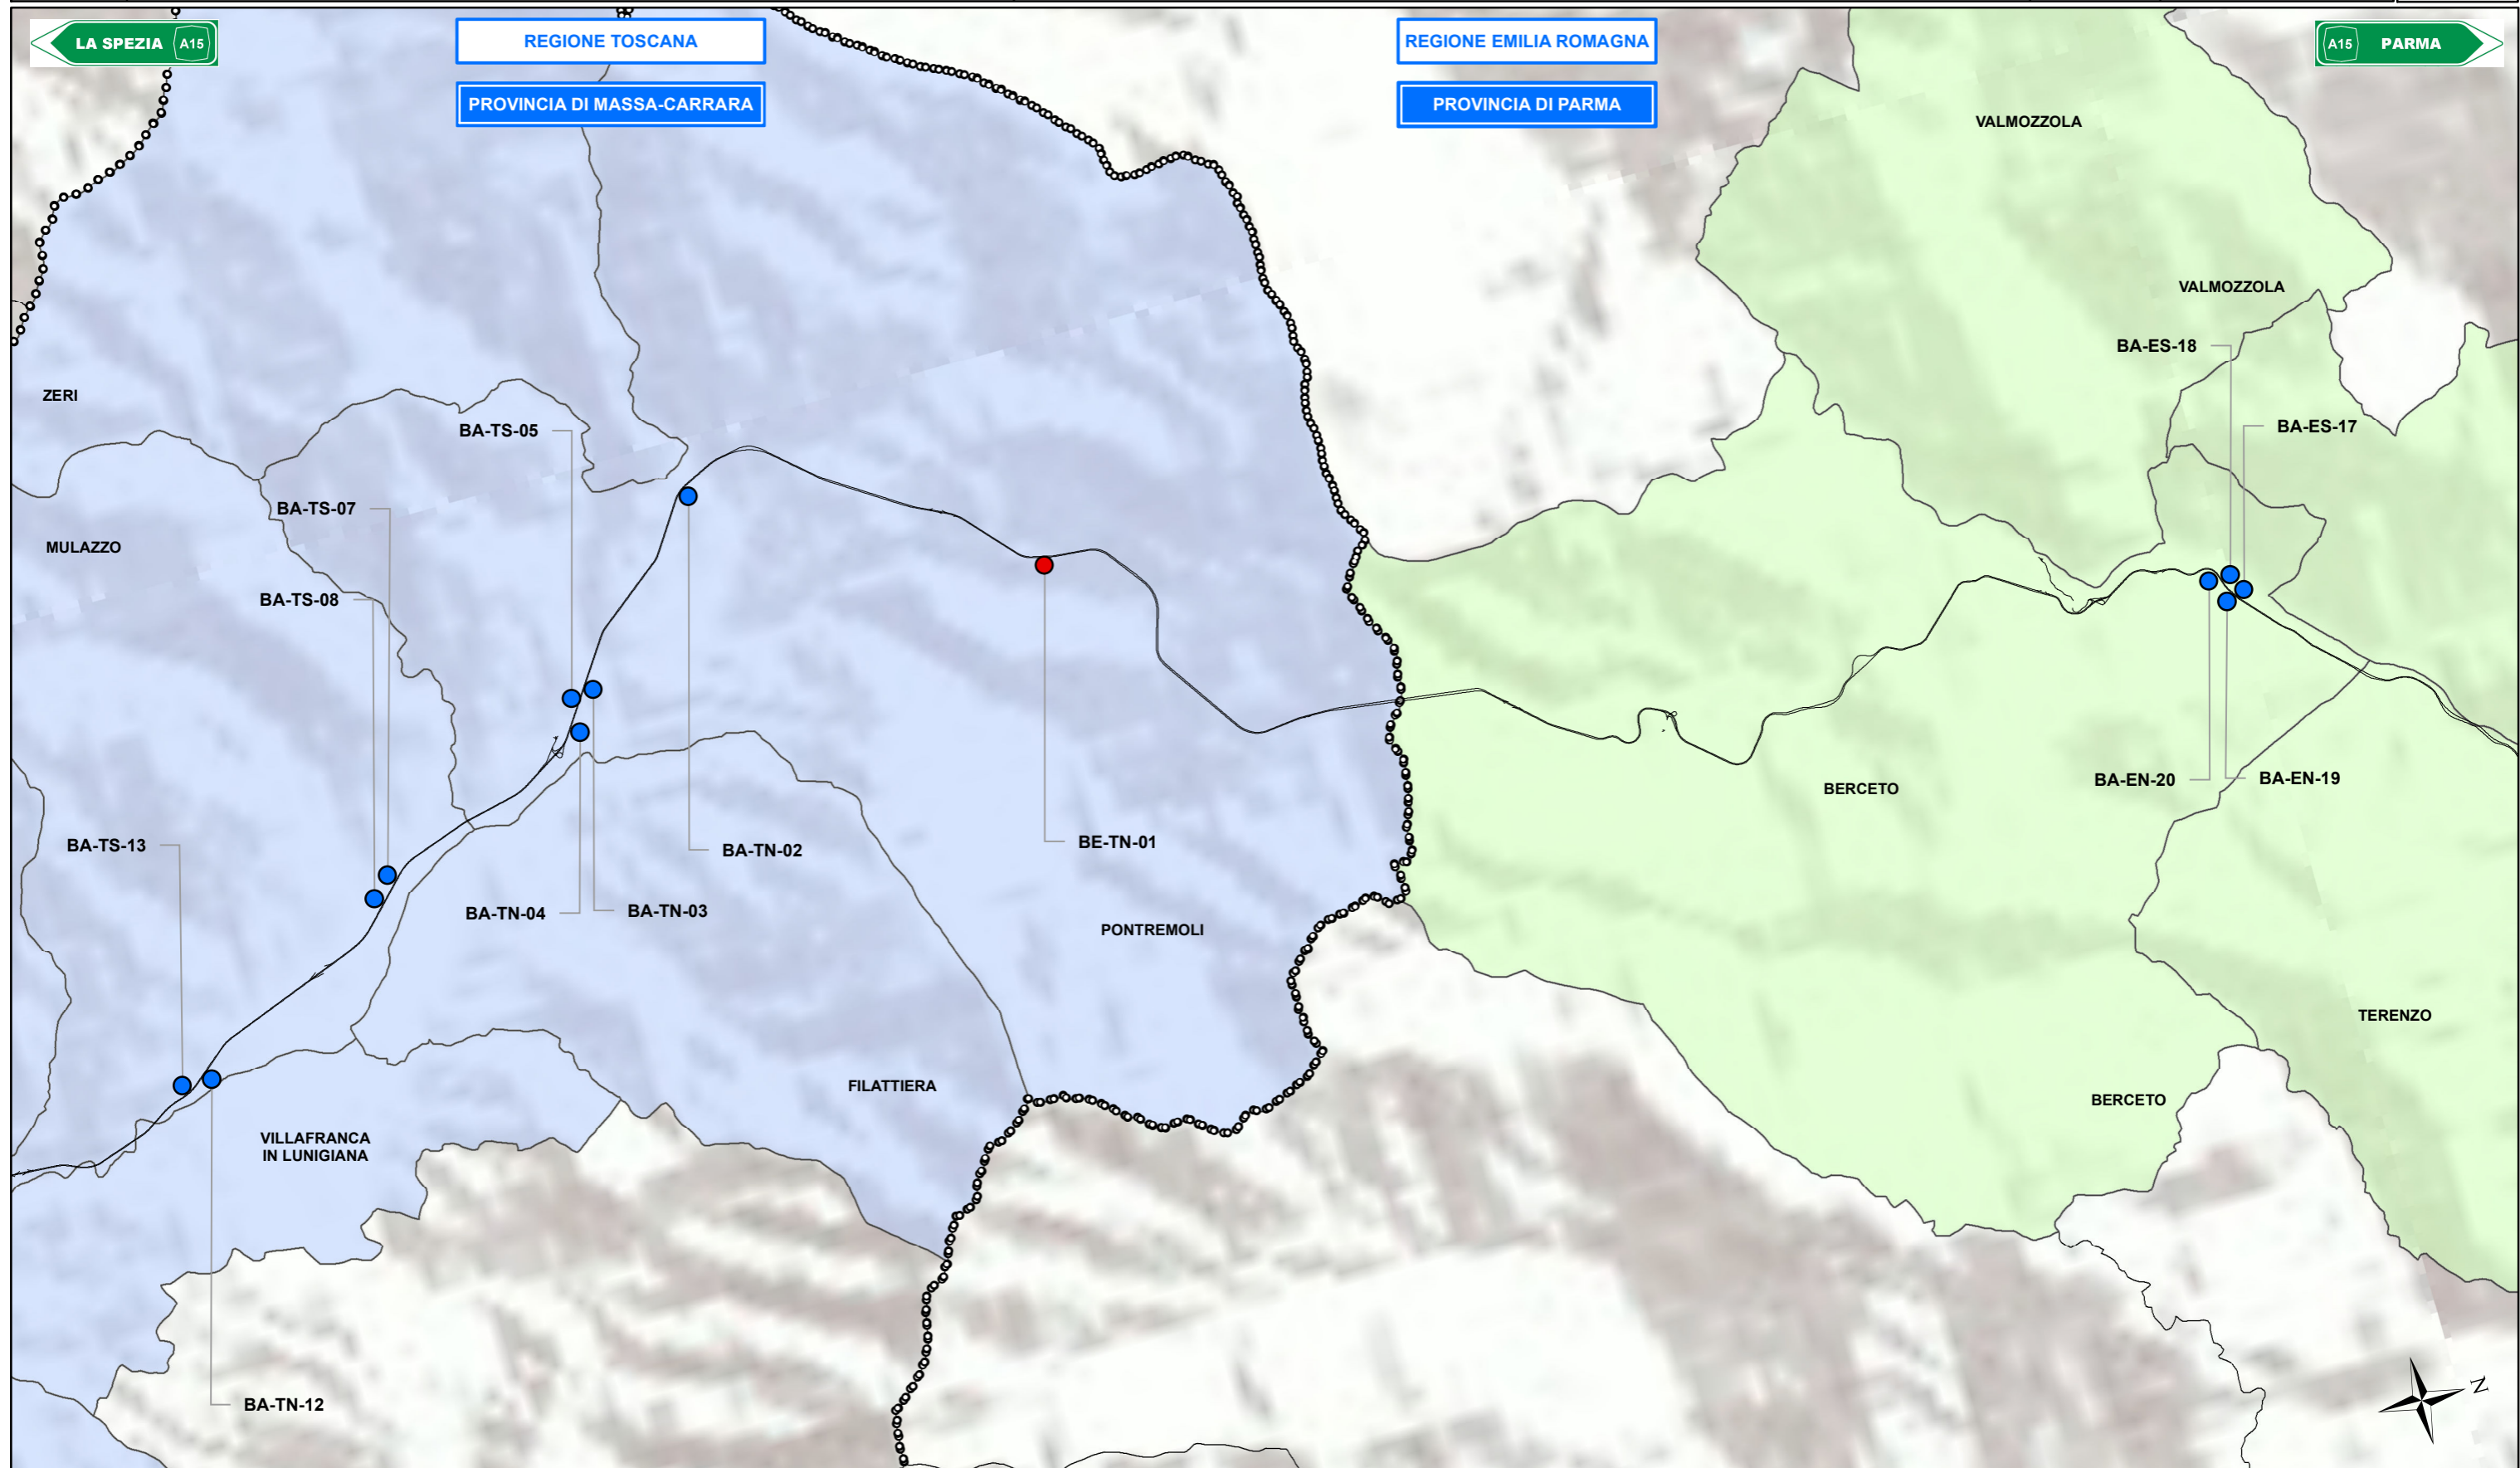 LA SPEZIA A15
REGIONE TOSCANA
REGIONE EMILIA ROMAGNA
A15 PARMA
PROVINCIA DI MASSA-CARRARA
PROVINCIA DI PARMA
VALMOZZOLA
VALMOZZOLA
BA-ES-18
ZERI
BA-TS-05
BA-ES-17
BA-TS-07
MULAZZO
BA-TS-08
BA-EN-20
BA-EN-19
BERCETO
BE-TN-01
BA-TS-13
BA-TN-02
BA-TN-04
BA-TN-03
PONTREMOLI
TERENZO
FILATTIERA
BERCETO
VILLAFRANCA
IN LUNIGIANA
BA-TN-12
N